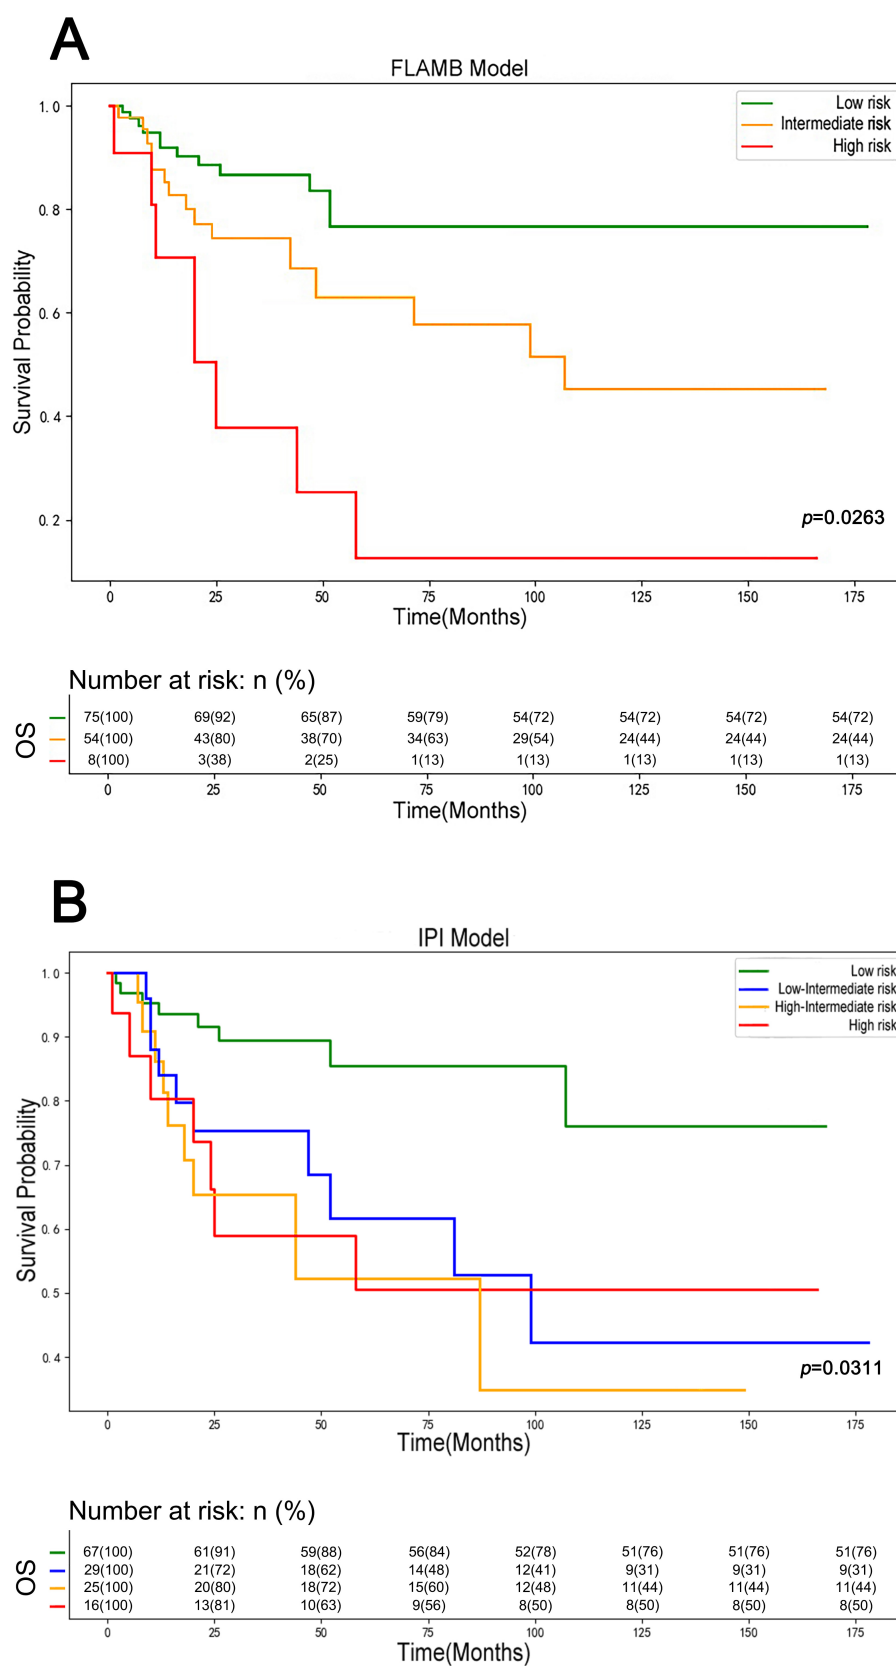 A
FLAMB Model
Low risk
Intermediate risk
High risk
1.0
0.8
0.6
0.4
0.2
Survival Probability
p=0.0263
0 25 50 75 100 125 150 175
Time(Months)
Number at risk: n (%)
OS
75(100) 69(92) 65(87) 59(79) 54(72) 54(72) 54(72) 54(72)
54(100) 43(80) 38(70) 34(63) 29(54) 24(44) 24(44) 24(44)
8(100) 3(38) 2(25) 1(13) 1(13) 1(13) 1(13) 1(13)
0 25 50 75 100 125 150 175
Time(Months)
B
IPI Model
Low risk
Low-Intermediate risk
High-Intermediate risk
High risk
1.0
0.9
0.8
0.7
0.6
0.5
0.4
Survival Probability
p=0.0311
0 25 50 75 100 125 150 175
Time(Months)
Number at risk: n (%)
OS
67(100) 61(91) 59(88) 56(84) 52(78) 51(76) 51(76) 51(76)
29(100) 21(72) 18(62) 14(48) 12(41) 9(31) 9(31) 9(31)
25(100) 20(80) 18(72) 15(60) 12(48) 11(44) 11(44) 11(44)
16(100) 13(81) 10(63) 9(56) 8(50) 8(50) 8(50) 8(50)
0 25 50 75 100 125 150 175
Time(Months)